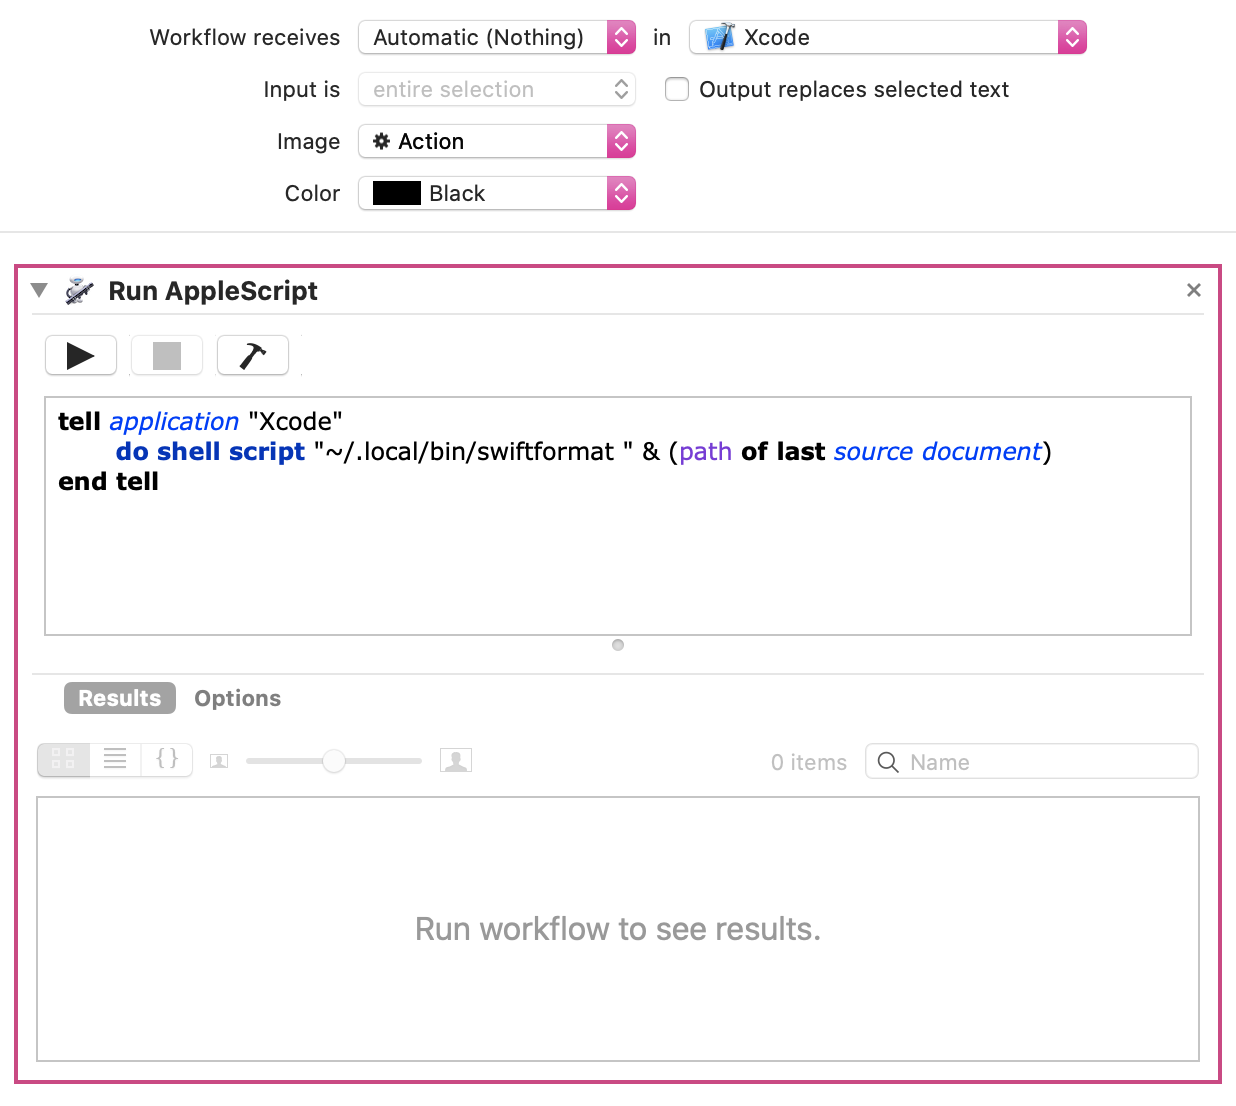 Workflow receives Automatic (Nothing) in Xcode
Input is entire selection Output replaces selected text
Image Action
Color Black
Run AppleScript
tell application "Xcode"
do shell script "~/.local/bin/swiftformat " & (path of last source document)
end tell
Results Options
{} 0 items Name
Run workflow to see results.